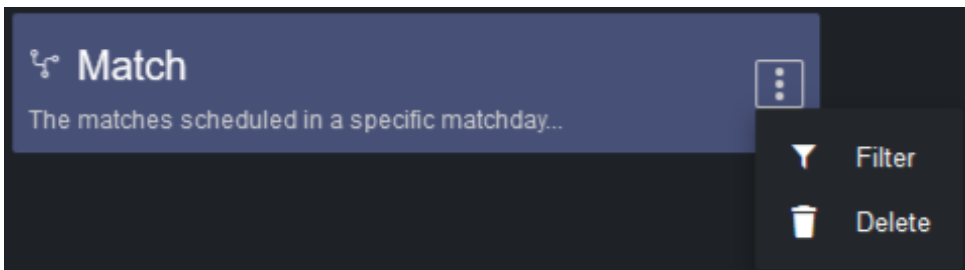 Match
The matches scheduled in a specific matchday...
Filter
Delete